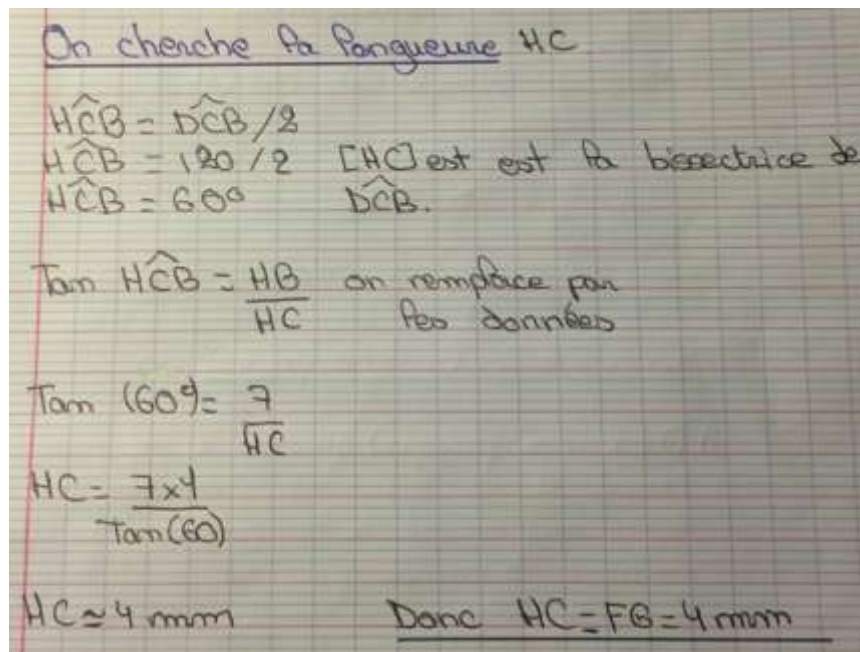 On cherche la longueure HC
HĈB = DĈB/2
HĈB = 120/2 [HC] est est la bissectrice de
HĈB = 60° DĈB.
Tan HĈB = HB/HC on remplace par
les données
Tan (60°) = 7/HC
HC = 7x1/Tan(60)
HC ≃ 4 mm Donc HC = FG = 4 mm